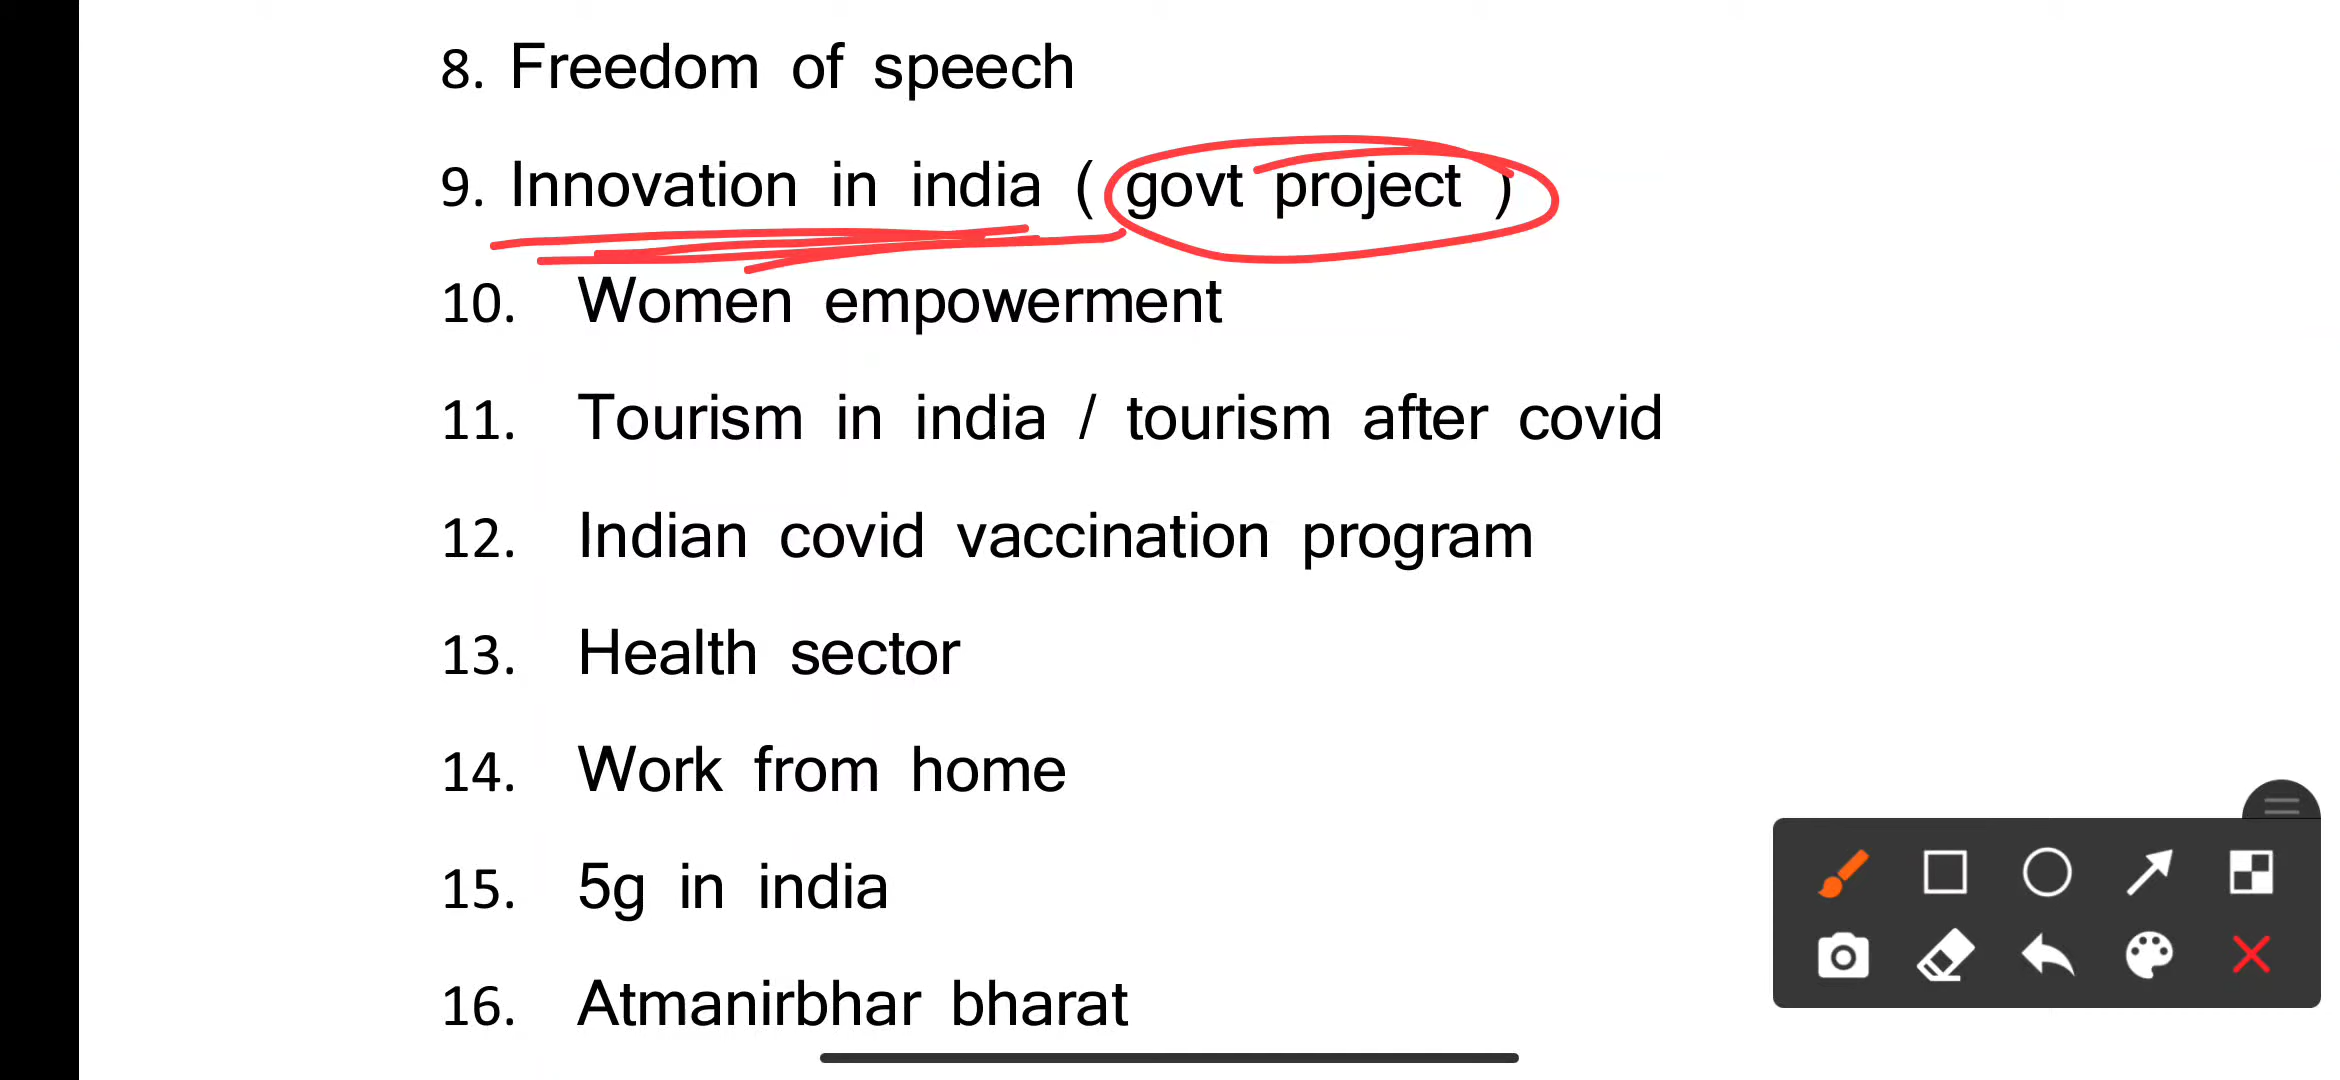 8. Freedom of speech
9. Innovation in india ( govt project )
10. Women empowerment
11. Tourism in india / tourism after covid
12. Indian covid vaccination program
13. Health sector
14. Work from home
15. 5g in india
16. Atmanirbhar bharat